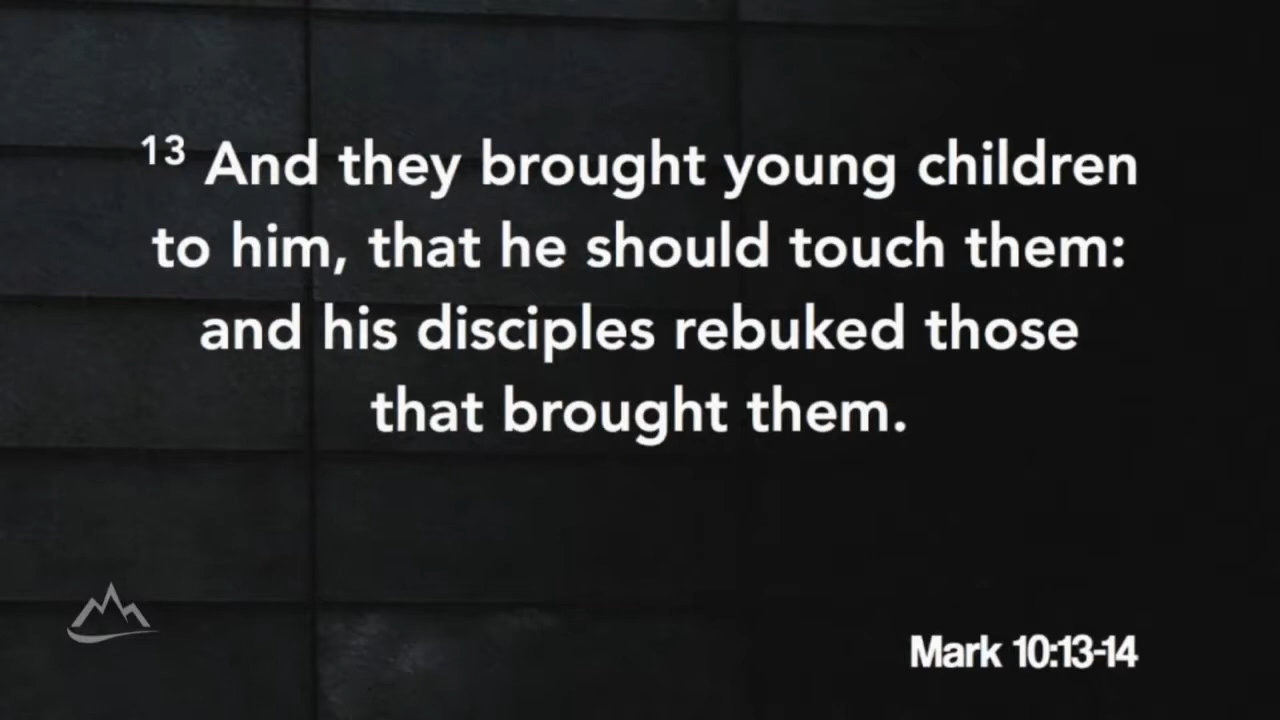 13 And they brought young children
to him, that he should touch them:
and his disciples rebuked those
that brought them.
Mark 10:13-14